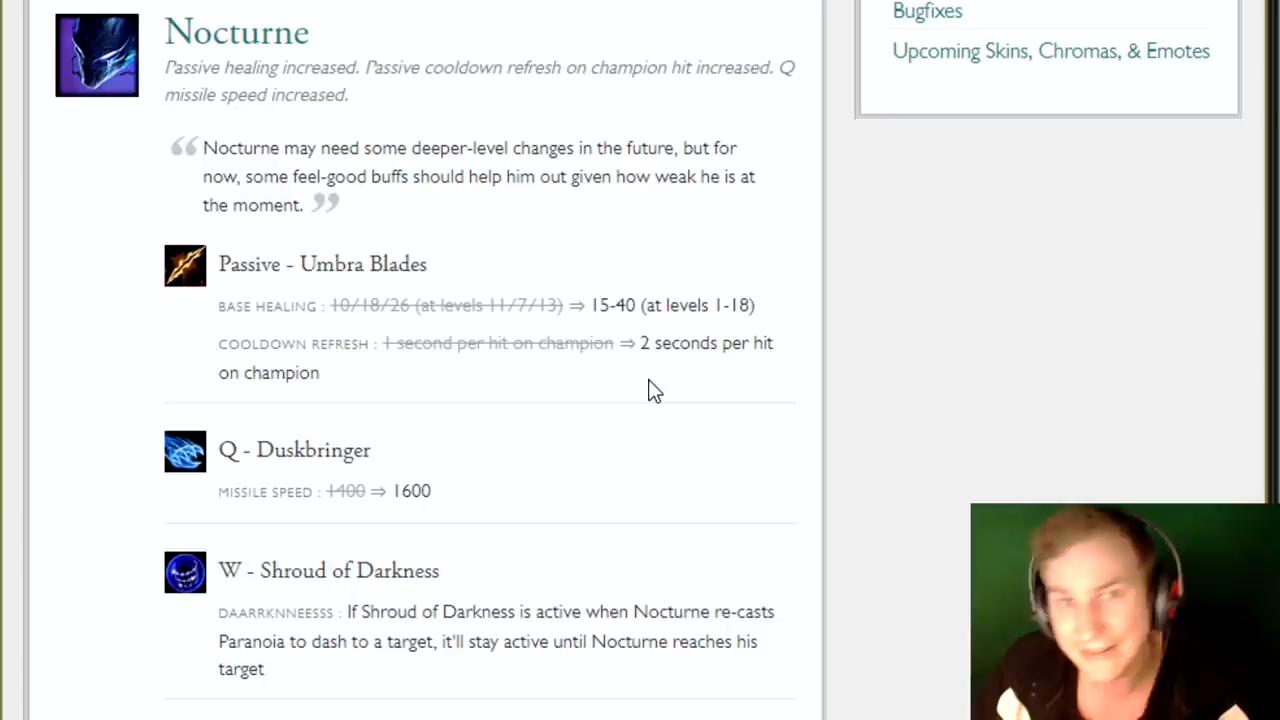 Nocturne
Passive healing increased. Passive cooldown refresh on champion hit increased. Q
missile speed increased.
“ Nocturne may need some deeper-level changes in the future, but for
now, some feel-good buffs should help him out given how weak he is at
the moment. ”
Passive - Umbra Blades
BASE HEALING : 10/18/26 (at levels 11/7/13) ⇒ 15-40 (at levels 1-18)
COOLDOWN REFRESH : 1 second per hit on champion ⇒ 2 seconds per hit
on champion
Q - Duskbringer
MISSILE SPEED : 1400 ⇒ 1600
W - Shroud of Darkness
DAARRKNNEESSS : If Shroud of Darkness is active when Nocturne re-casts
Paranoia to dash to a target, it'll stay active until Nocturne reaches his
target
Bugfixes
Upcoming Skins, Chromas, & Emotes